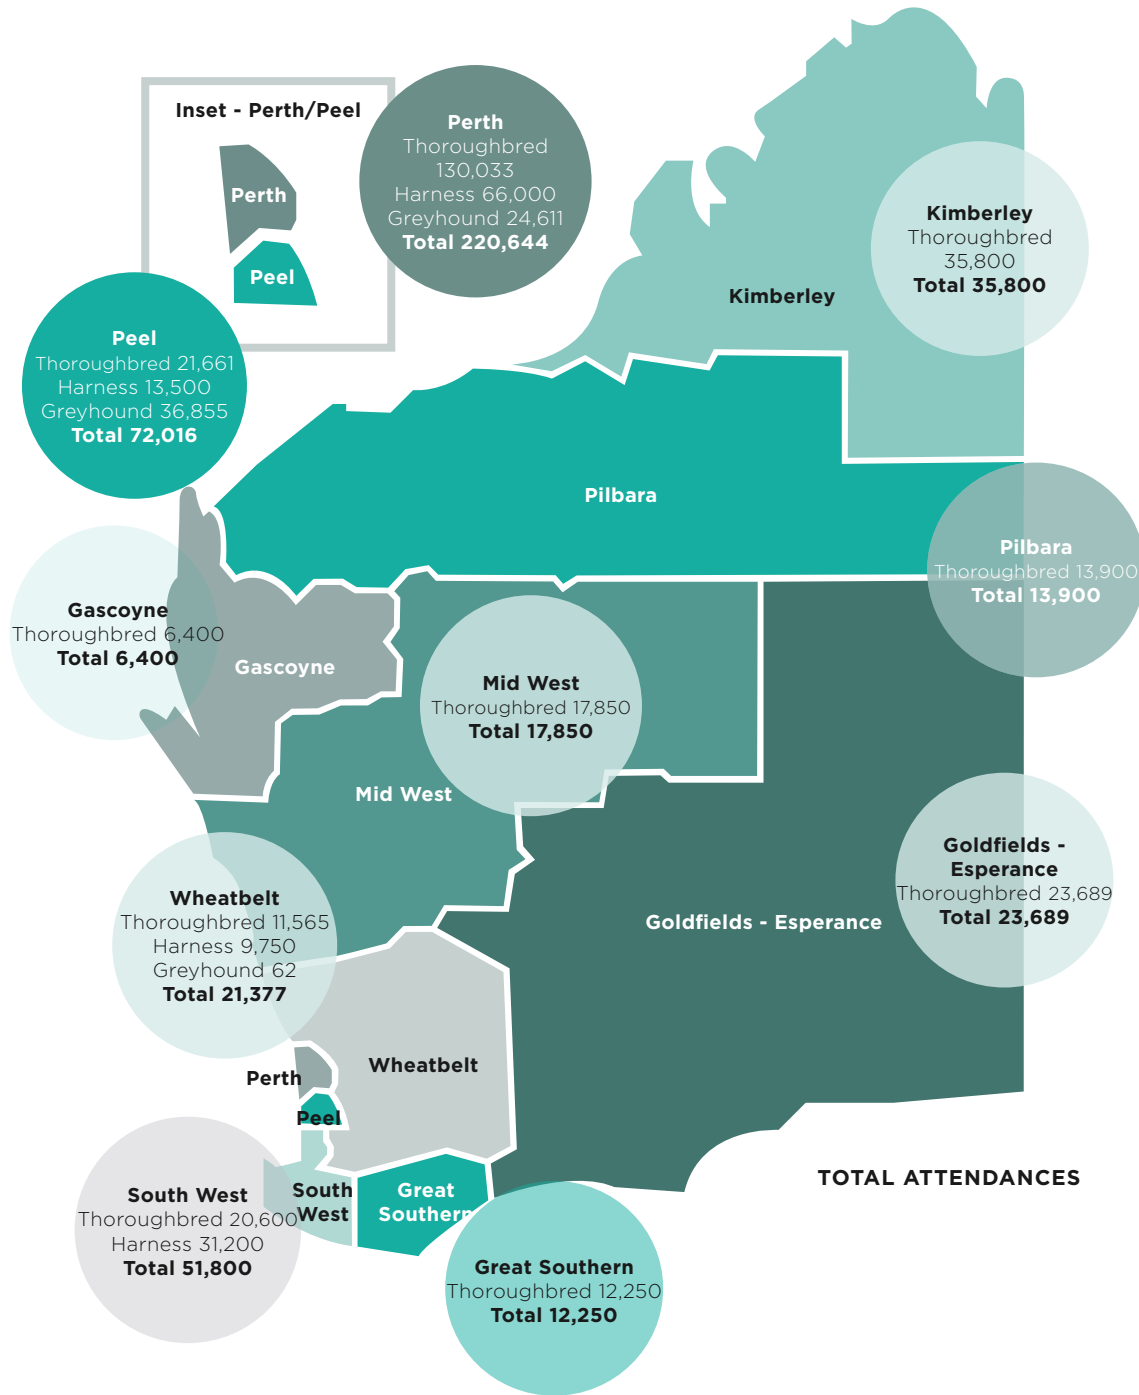 Inset - Perth/Peel
Perth
Peel
Perth
Thoroughbred
130,033
Harness 66,000
Greyhound 24,611
Total 220,644
Kimberley
Thoroughbred
35,800
Total 35,800
Kimberley
Peel
Thoroughbred 21,661
Harness 13,500
Greyhound 36,855
Total 72,016
Pilbara
Pilbara
Thoroughbred 13,900
Total 13,900
Gascoyne
Thoroughbred 6,400
Total 6,400
Gascoyne
Mid West
Thoroughbred 17,850
Total 17,850
Mid West
Goldfields -
Esperance
Thoroughbred 23,689
Total 23,689
Goldfields - Esperance
Wheatbelt
Thoroughbred 11,565
Harness 9,750
Greyhound 62
Total 21,377
Wheatbelt
Perth
Peel
South West
Thoroughbred 20,600
Harness 31,200
Total 51,800
South
West
Great
Southern
TOTAL ATTENDANCES
Great Southern
Thoroughbred 12,250
Total 12,250